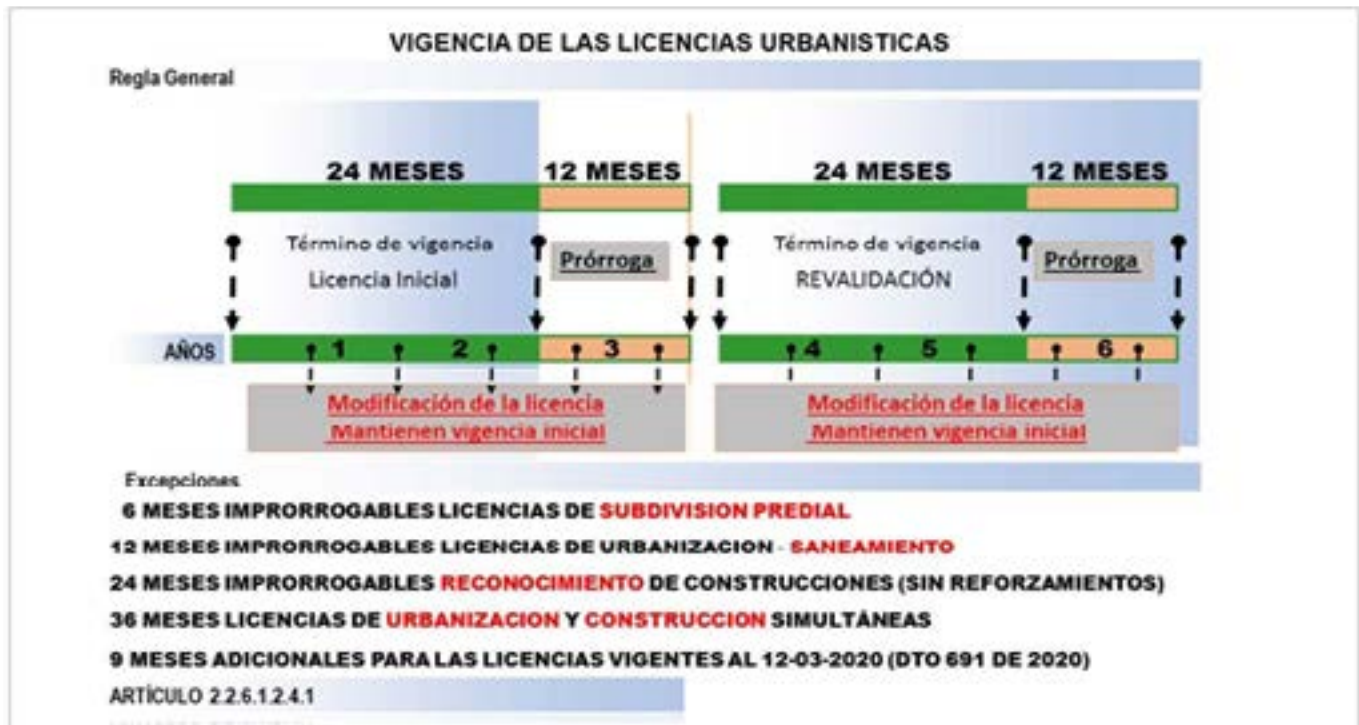 VIGENCIA DE LAS LICENCIAS URBANISTICAS
Regla General
24 MESES
12 MESES
24 MESES
12 MESES
Término de vigencia
Licencia Inicial
Prórroga
Término de vigencia
REVALIDACIÓN
Prórroga
AÑOS
1
2
3
4
5
6
Modificación de la licencia
Mantienen vigencia inicial
Modificación de la licencia
Mantienen vigencia inicial
Excepciones
6 MESES IMPRORROGABLES LICENCIAS DE SUBDIVISION PREDIAL
12 MESES IMPRORROGABLES LICENCIAS DE URBANIZACION - SANEAMIENTO
24 MESES IMPRORROGABLES RECONOCIMIENTO DE CONSTRUCCIONES (SIN REFORZAMIENTOS)
36 MESES LICENCIAS DE URBANIZACION Y CONSTRUCCION SIMULTÁNEAS
9 MESES ADICIONALES PARA LAS LICENCIAS VIGENTES AL 12-03-2020 (DTO 691 DE 2020)
ARTÍCULO 2.2.6.1.2.4.1